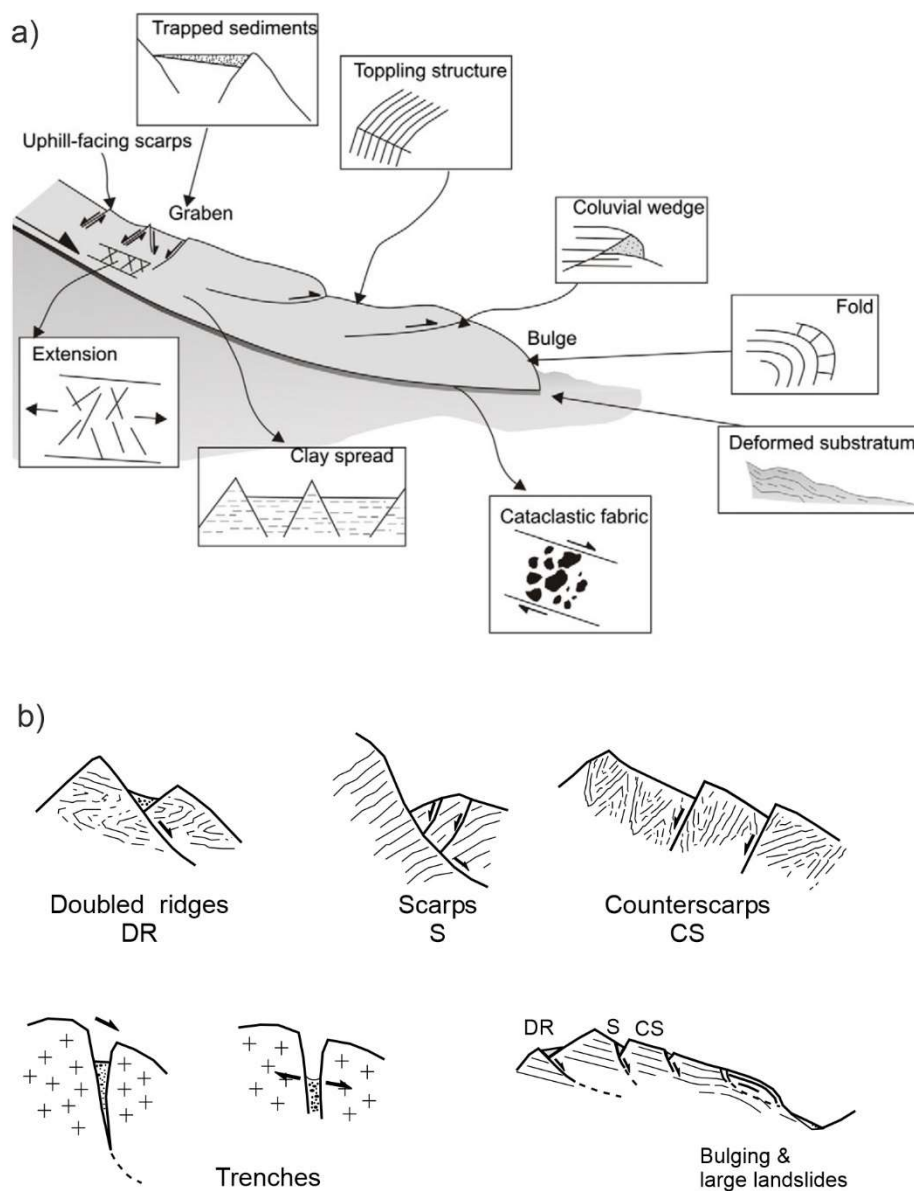 a)
Trapped sediments
Toppling structure
Uphill-facing scarps
Graben
Coluvial wedge
Fold
Bulge
Extension
Deformed substratum
Clay spread
Cataclastic fabric
b)
Doubled ridges
DR
Scarps
S
Counterscarps
CS
DR S CS
Trenches
Bulging &
large landslides